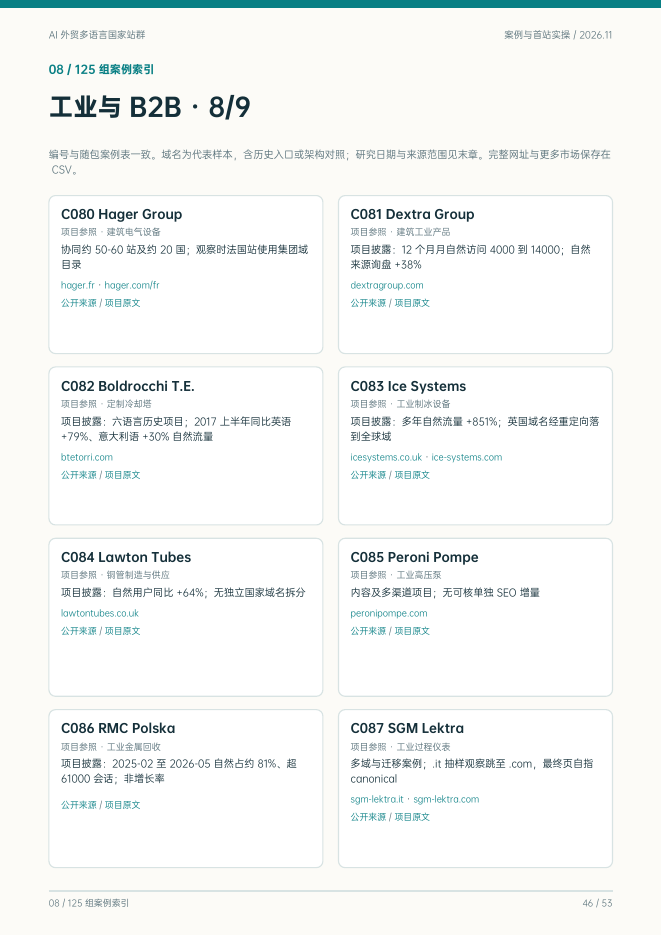 AI 外贸多语言国家站群
案例与首站实操 / 2026.11
08 / 125 组案例索引
工业与 B2B · 8/9
编号与随包案例表一致。域名为代表样本，含历史入口或架构对照；研究日期与来源范围见末章。完整网址与更多市场保存在
CSV。
C080 Hager Group
项目参照 · 建筑电气设备
协同约 50-60 站及约 20 国；观察时法国站使用集团域
目录
hager.fr · hager.com/fr
公开来源 / 项目原文
C081 Dextra Group
项目参照 · 建筑工业产品
项目披露：12 个月月自然访问 4000 到 14000；自然
来源询盘 +38%
dextragroup.com
公开来源 / 项目原文
C082 Boldrocchi T.E.
项目参照 · 定制冷却塔
项目披露：六语言历史项目；2017 上半年同比英语
+79%、意大利语 +30% 自然流量
btetorri.com
公开来源 / 项目原文
C083 Ice Systems
项目参照 · 工业制冰设备
项目披露：多年自然流量 +851%；英国域名经重定向落
到全球域
icesystems.co.uk · ice-systems.com
公开来源 / 项目原文
C084 Lawton Tubes
项目参照 · 铜管制造与供应
项目披露：自然用户同比 +64%；无独立国家域名拆分
lawtontubes.co.uk
公开来源 / 项目原文
C085 Peroni Pompe
项目参照 · 工业高压泵
内容及多渠道项目；无可核单独 SEO 增量
peronipompe.com
公开来源 / 项目原文
C086 RMC Polska
项目参照 · 工业金属回收
项目披露：2025-02 至 2026-05 自然占约 81%、超
61000 会话；非增长率
公开来源 / 项目原文
C087 SGM Lektra
项目参照 · 工业过程仪表
多域与迁移案例；.it 抽样观察跳至 .com，最终页自指
canonical
sgm-lektra.it · sgm-lektra.com
公开来源 / 项目原文
08 / 125 组案例索引
46 / 53